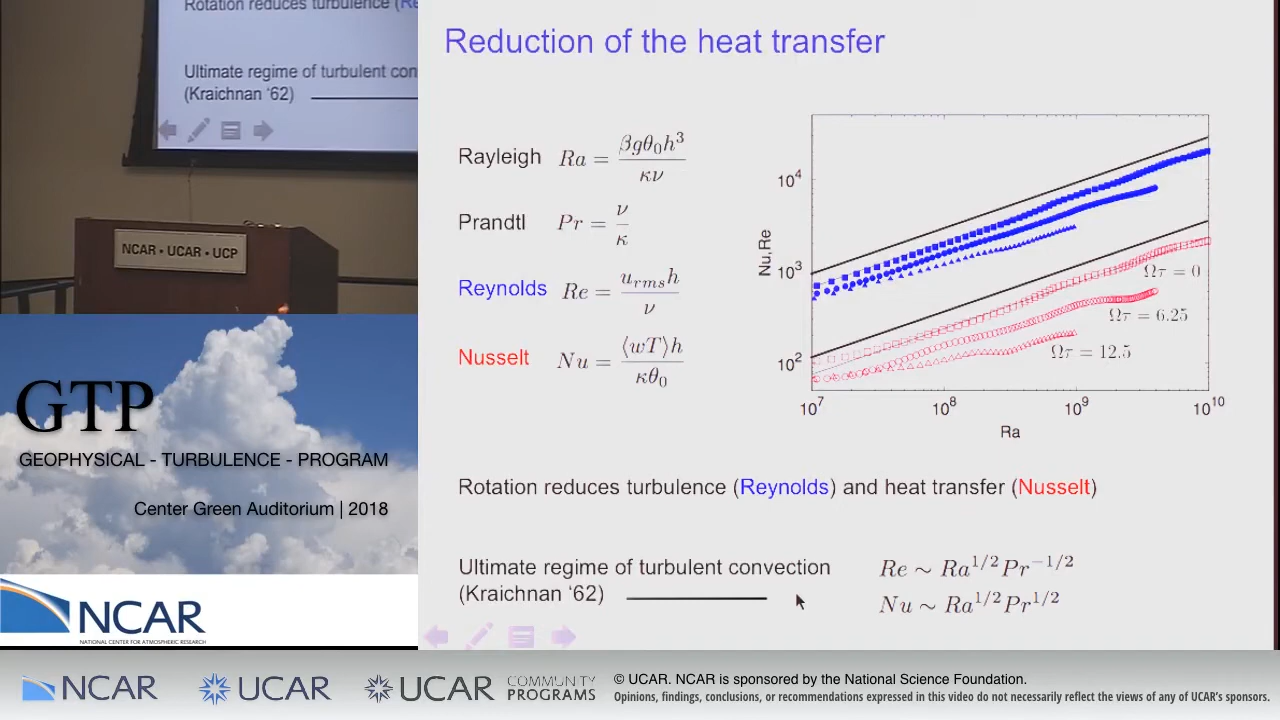 Rotation reduces turbulence (Re
Ultimate regime of turbulent con
(Kraichnan '62)
NCAR • UCAR • UCP
GTP
GEOPHYSICAL - TURBULENCE - PROGRAM
Center Green Auditorium | 2018
NCAR
NATIONAL CENTER FOR ATMOSPHERIC RESEARCH
Reduction of the heat transfer
Rayleigh Ra = βgθ₀h³/κν
Prandtl Pr = ν/κ
Reynolds Re = u_rms h/ν
Nusselt Nu = ⟨wT⟩h/κθ₀
Nu,Re
10⁴
10³
10²
Ωτ = 0
Ωτ = 6.25
Ωτ = 12.5
10⁷ 10⁸ 10⁹ 10¹⁰
Ra
Rotation reduces turbulence (Reynolds) and heat transfer (Nusselt)
Ultimate regime of turbulent convection Re ~ Ra^1/2 Pr^−1/2
(Kraichnan '62) Nu ~ Ra^1/2 Pr^1/2
NCAR UCAR UCAR COMMUNITY PROGRAMS
© UCAR. NCAR is sponsored by the National Science Foundation.
Opinions, findings, conclusions, or recommendations expressed in this video do not necessarily reflect the views of any of UCAR's sponsors.